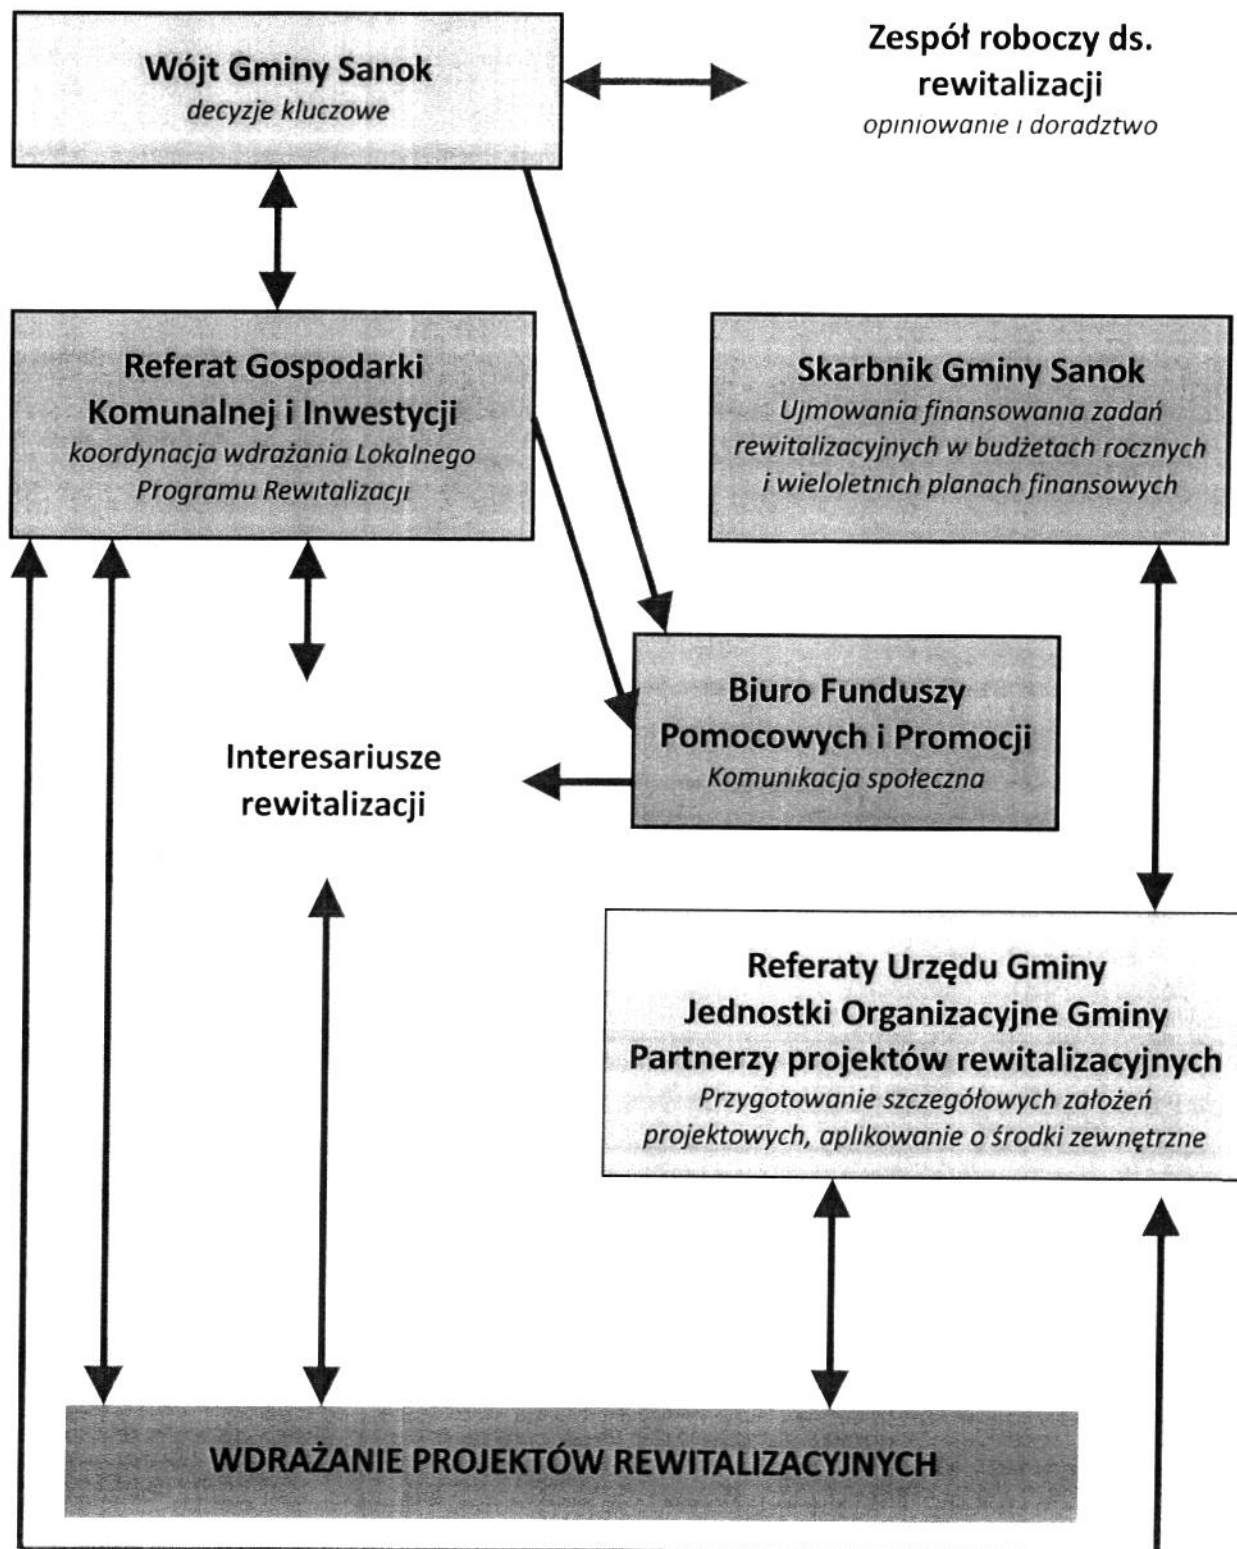 Wójt Gminy Sanok
decyzje kluczowe
Zespół roboczy ds.
rewitalizacji
opiniowanie i doradztwo
Referat Gospodarki
Komunalnej i Inwestycji
koordynacja wdrażania Lokalnego
Programu Rewitalizacji
Skarbnik Gminy Sanok
Ujmowania finansowania zadań
rewitalizacyjnych w budżetach rocznych
i wieloletnich planach finansowych
Biuro Funduszy
Pomocowych i Promocji
Komunikacja społeczna
Interesariusze
rewitalizacji
Referaty Urzędu Gminy
Jednostki Organizacyjne Gminy
Partnerzy projektów rewitalizacyjnych
Przygotowanie szczegółowych założeń
projektowych, aplikowanie o środki zewnętrzne
WDRAŻANIE PROJEKTÓW REWITALIZACYJNYCH